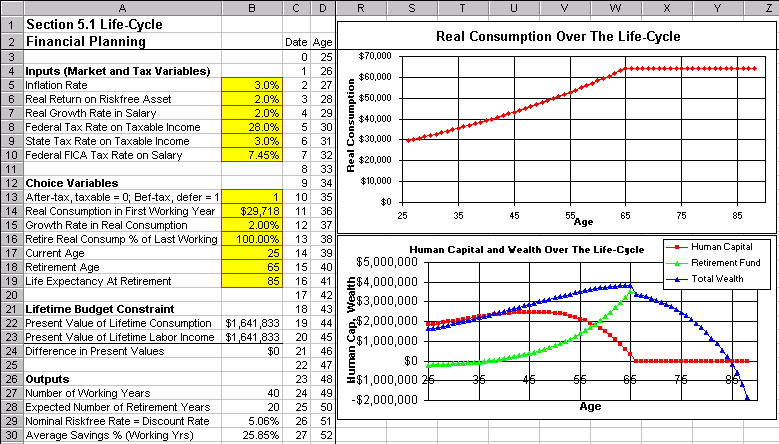 A B C D R S T U V W X Y Z
1 Section 5.1 Life-Cycle
2 Financial Planning Date Age
3 0 25
4 Inputs (Market and Tax Variables) 1 26
5 Inflation Rate 3.0% 2 27
6 Real Return on Riskfree Asset 2.0% 3 28
7 Real Growth Rate in Salary 2.0% 4 29
8 Federal Tax Rate on Taxable Income 28.0% 5 30
9 State Tax Rate on Taxable Income 3.0% 6 31
10 Federal FICA Tax Rate on Salary 7.45% 7 32
11 8 33
12 Choice Variables 9 34
13 After-tax, taxable = 0; Bef-tax, defer = 1 1 10 35
14 Real Consumption in First Working Year $29,718 11 36
15 Growth Rate in Real Consumption 2.00% 12 37
16 Retire Real Consump % of Last Working 100.00% 13 38
17 Current Age 25 14 39
18 Retirement Age 65 15 40
19 Life Expectancy At Retirement 85 16 41
20 17 42
21 Lifetime Budget Constraint 18 43
22 Present Value of Lifetime Consumption $1,641,833 19 44
23 Present Value of Lifetime Labor Income $1,641,833 20 45
24 Difference in Present Values $0 21 46
25 22 47
26 Outputs 23 48
27 Number of Working Years 40 24 49
28 Expected Number of Retirement Years 20 25 50
29 Nominal Riskfree Rate = Discount Rate 5.06% 26 51
30 Average Savings % (Working Yrs) 25.85% 27 52
Real Consumption Over The Life-Cycle
Real Consumption
$70,000
$60,000
$50,000
$40,000
$30,000
$20,000
$10,000
$0
25 35 45 55 65 75 85
Age
Human Capital and Wealth Over The Life-Cycle
Human Capital
Retirement Fund
Total Wealth
Human Cap, Wealth
$5,000,000
$4,000,000
$3,000,000
$2,000,000
$1,000,000
$0
-$1,000,000
-$2,000,000
25 35 45 55 65 75 85
Age